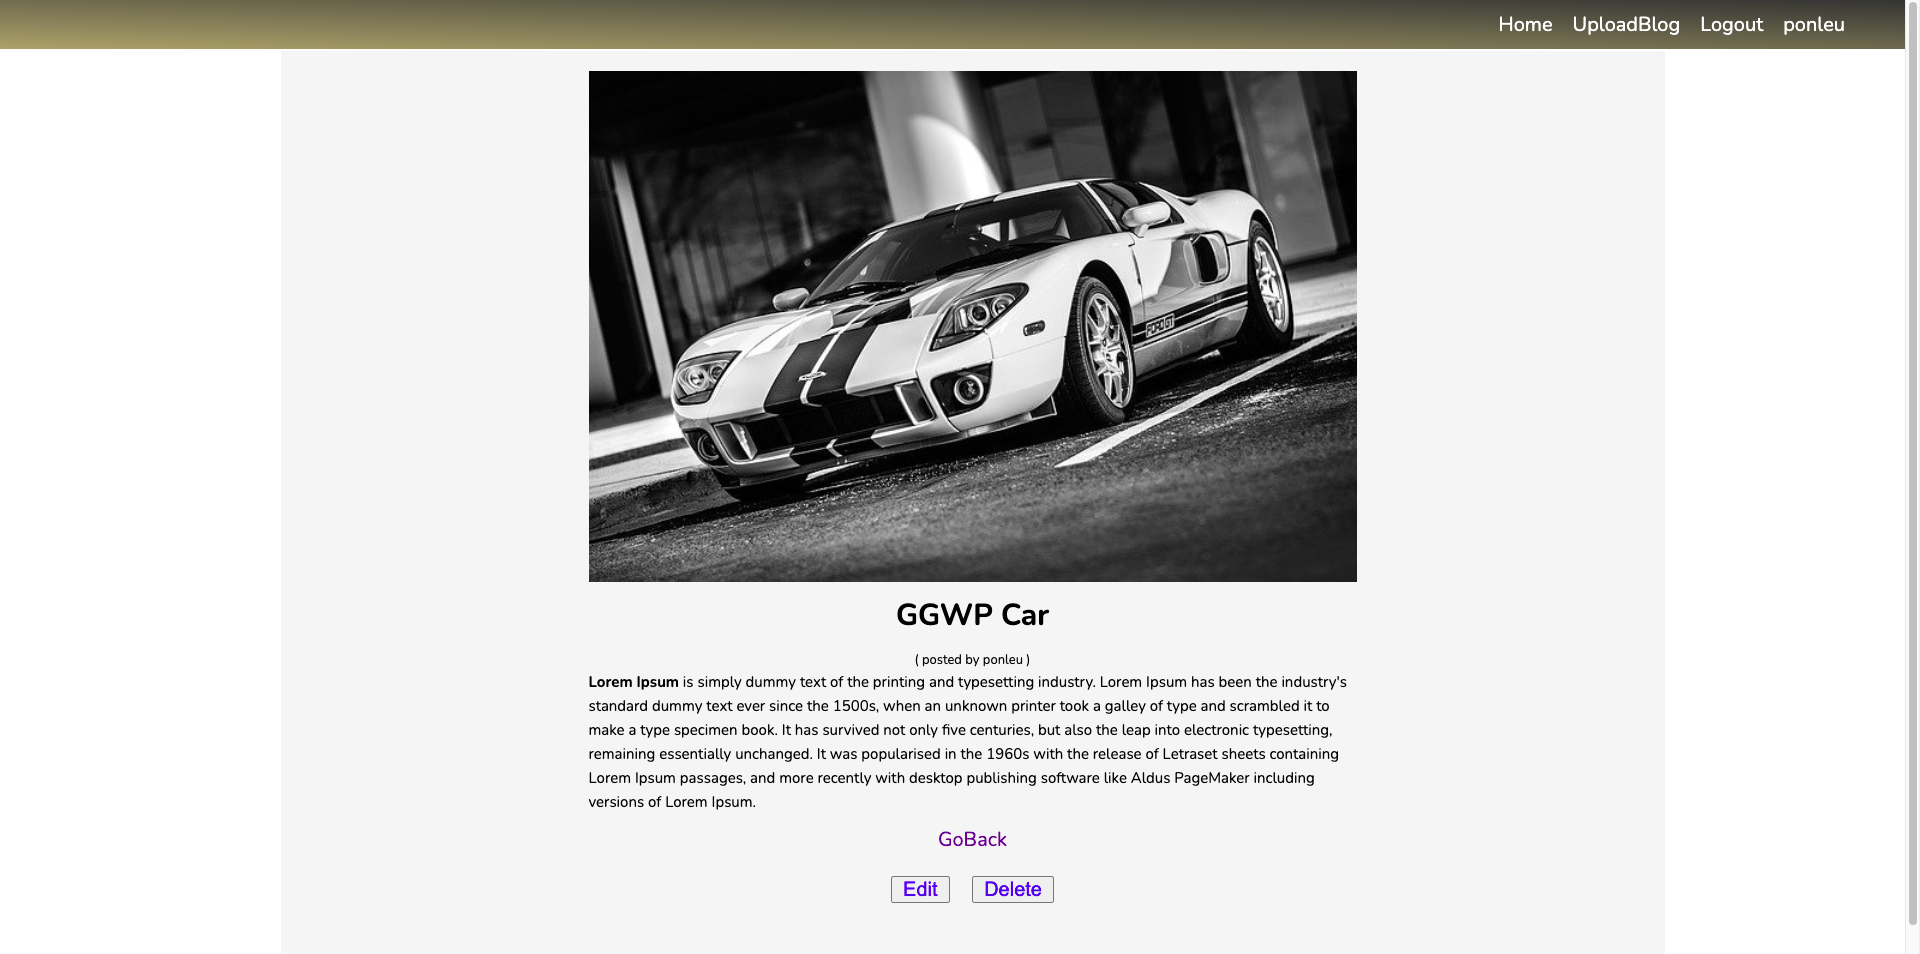 Home UploadBlog Logout ponleu
FORD GT
GGWP Car
( posted by ponleu )
Lorem Ipsum is simply dummy text of the printing and typesetting industry. Lorem Ipsum has been the industry's
standard dummy text ever since the 1500s, when an unknown printer took a galley of type and scrambled it to
make a type specimen book. It has survived not only five centuries, but also the leap into electronic typesetting,
remaining essentially unchanged. It was popularised in the 1960s with the release of Letraset sheets containing
Lorem Ipsum passages, and more recently with desktop publishing software like Aldus PageMaker including
versions of Lorem Ipsum.
GoBack
Edit Delete